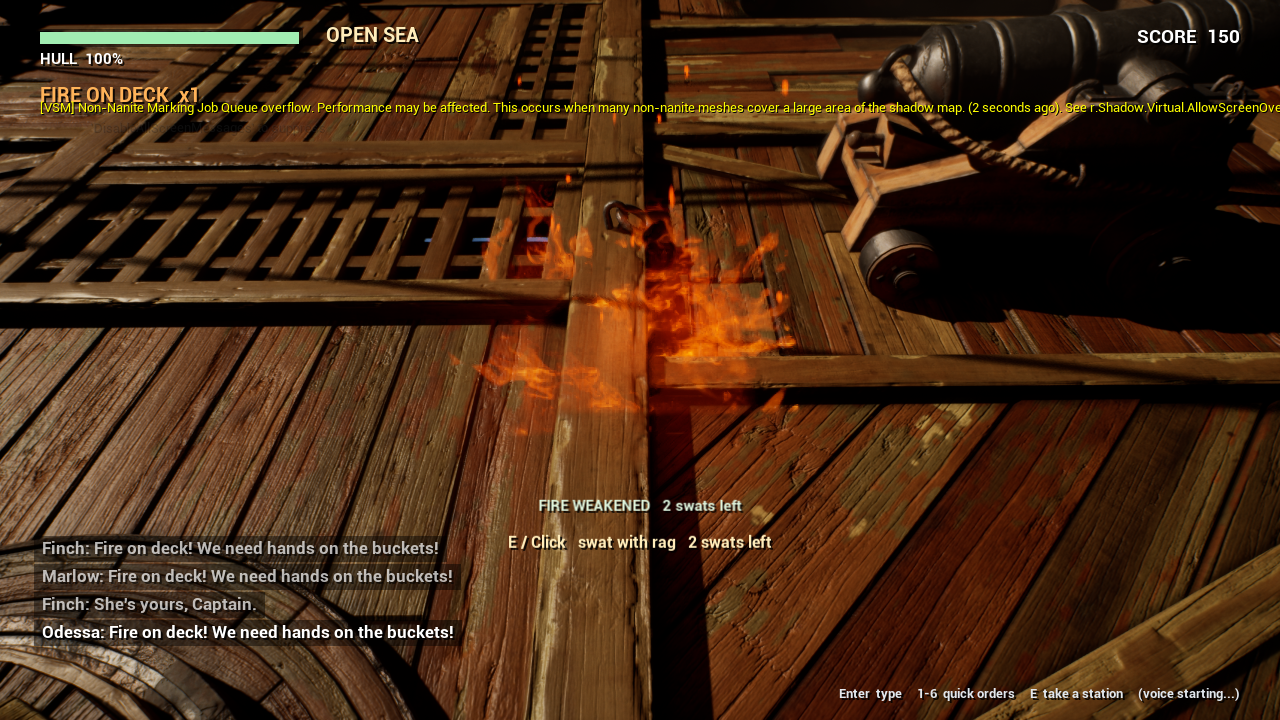 OPEN SEA
SCORE 150
HULL 100%
FIRE ON DECK x1
[VSM] Non-Nanite Marking Job Queue overflow. Performance may be affected. This occurs when many non-nanite meshes cover a large area of the shadow map. (2 seconds ago). See r.Shadow.Virtual.AllowScreenOve
FIRE WEAKENED 2 swats left
E / Click swat with rag 2 swats left
Finch: Fire on deck! We need hands on the buckets!
Marlow: Fire on deck! We need hands on the buckets!
Finch: She's yours, Captain.
Odessa: Fire on deck! We need hands on the buckets!
Enter type 1-6 quick orders E take a station (voice starting...)